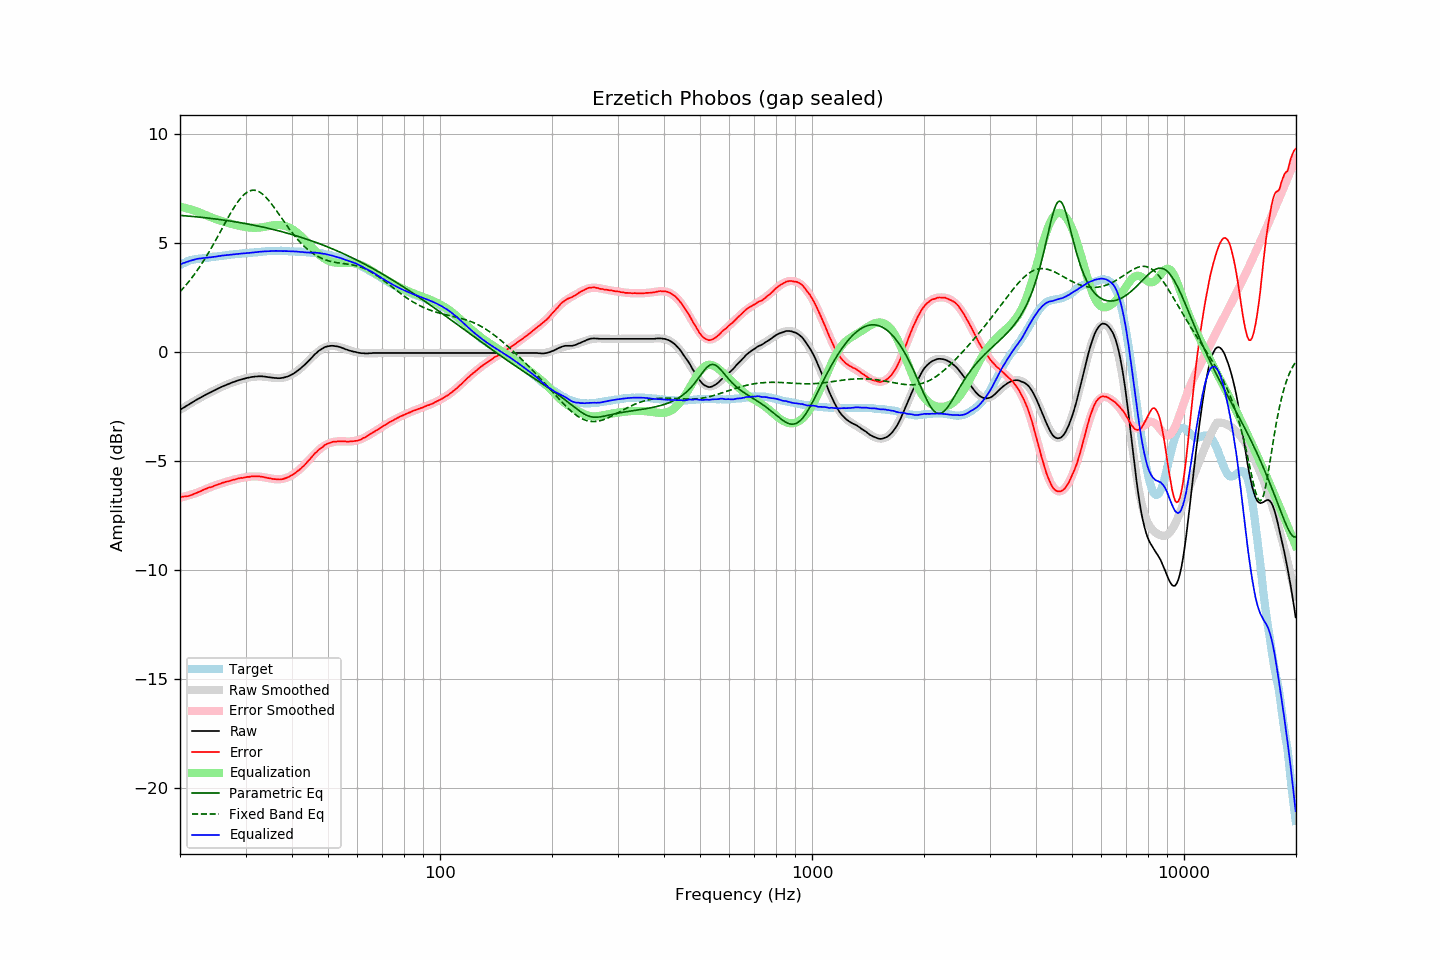 Erzetich Phobos (gap sealed)
10
5
0
−5
−10
−15
−20
Amplitude (dBr)
Target
Raw Smoothed
Error Smoothed
Raw
Error
Equalization
Parametric Eq
Fixed Band Eq
Equalized
100
1000
10000
Frequency (Hz)